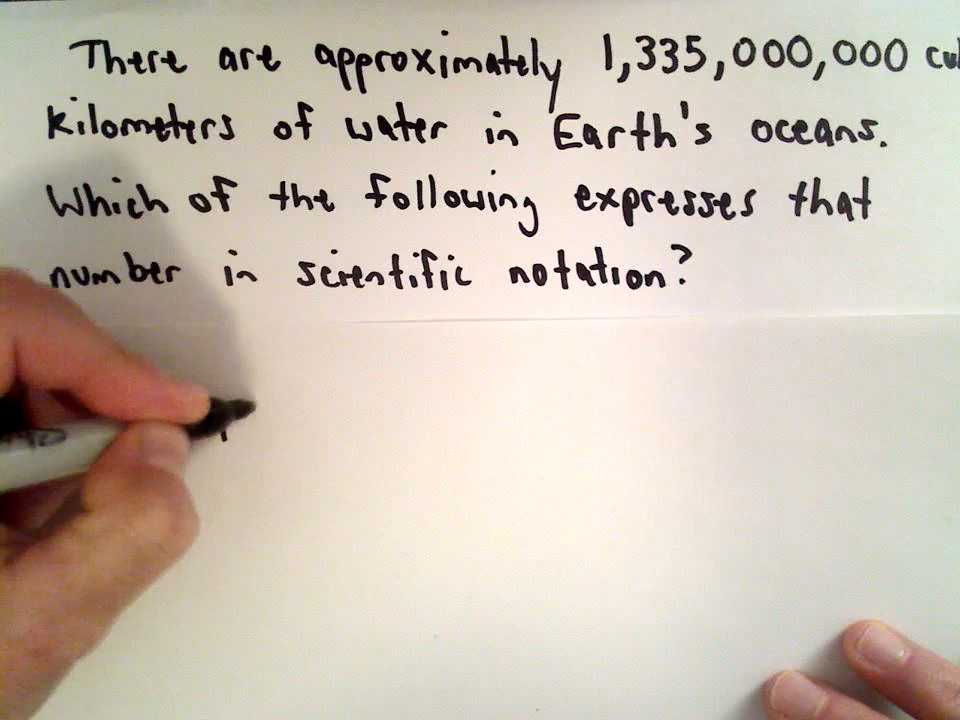 There are approximately 1,335,000,000
kilometers of water in Earth's oceans.
Which of the following expresses that
number in scientific notation?